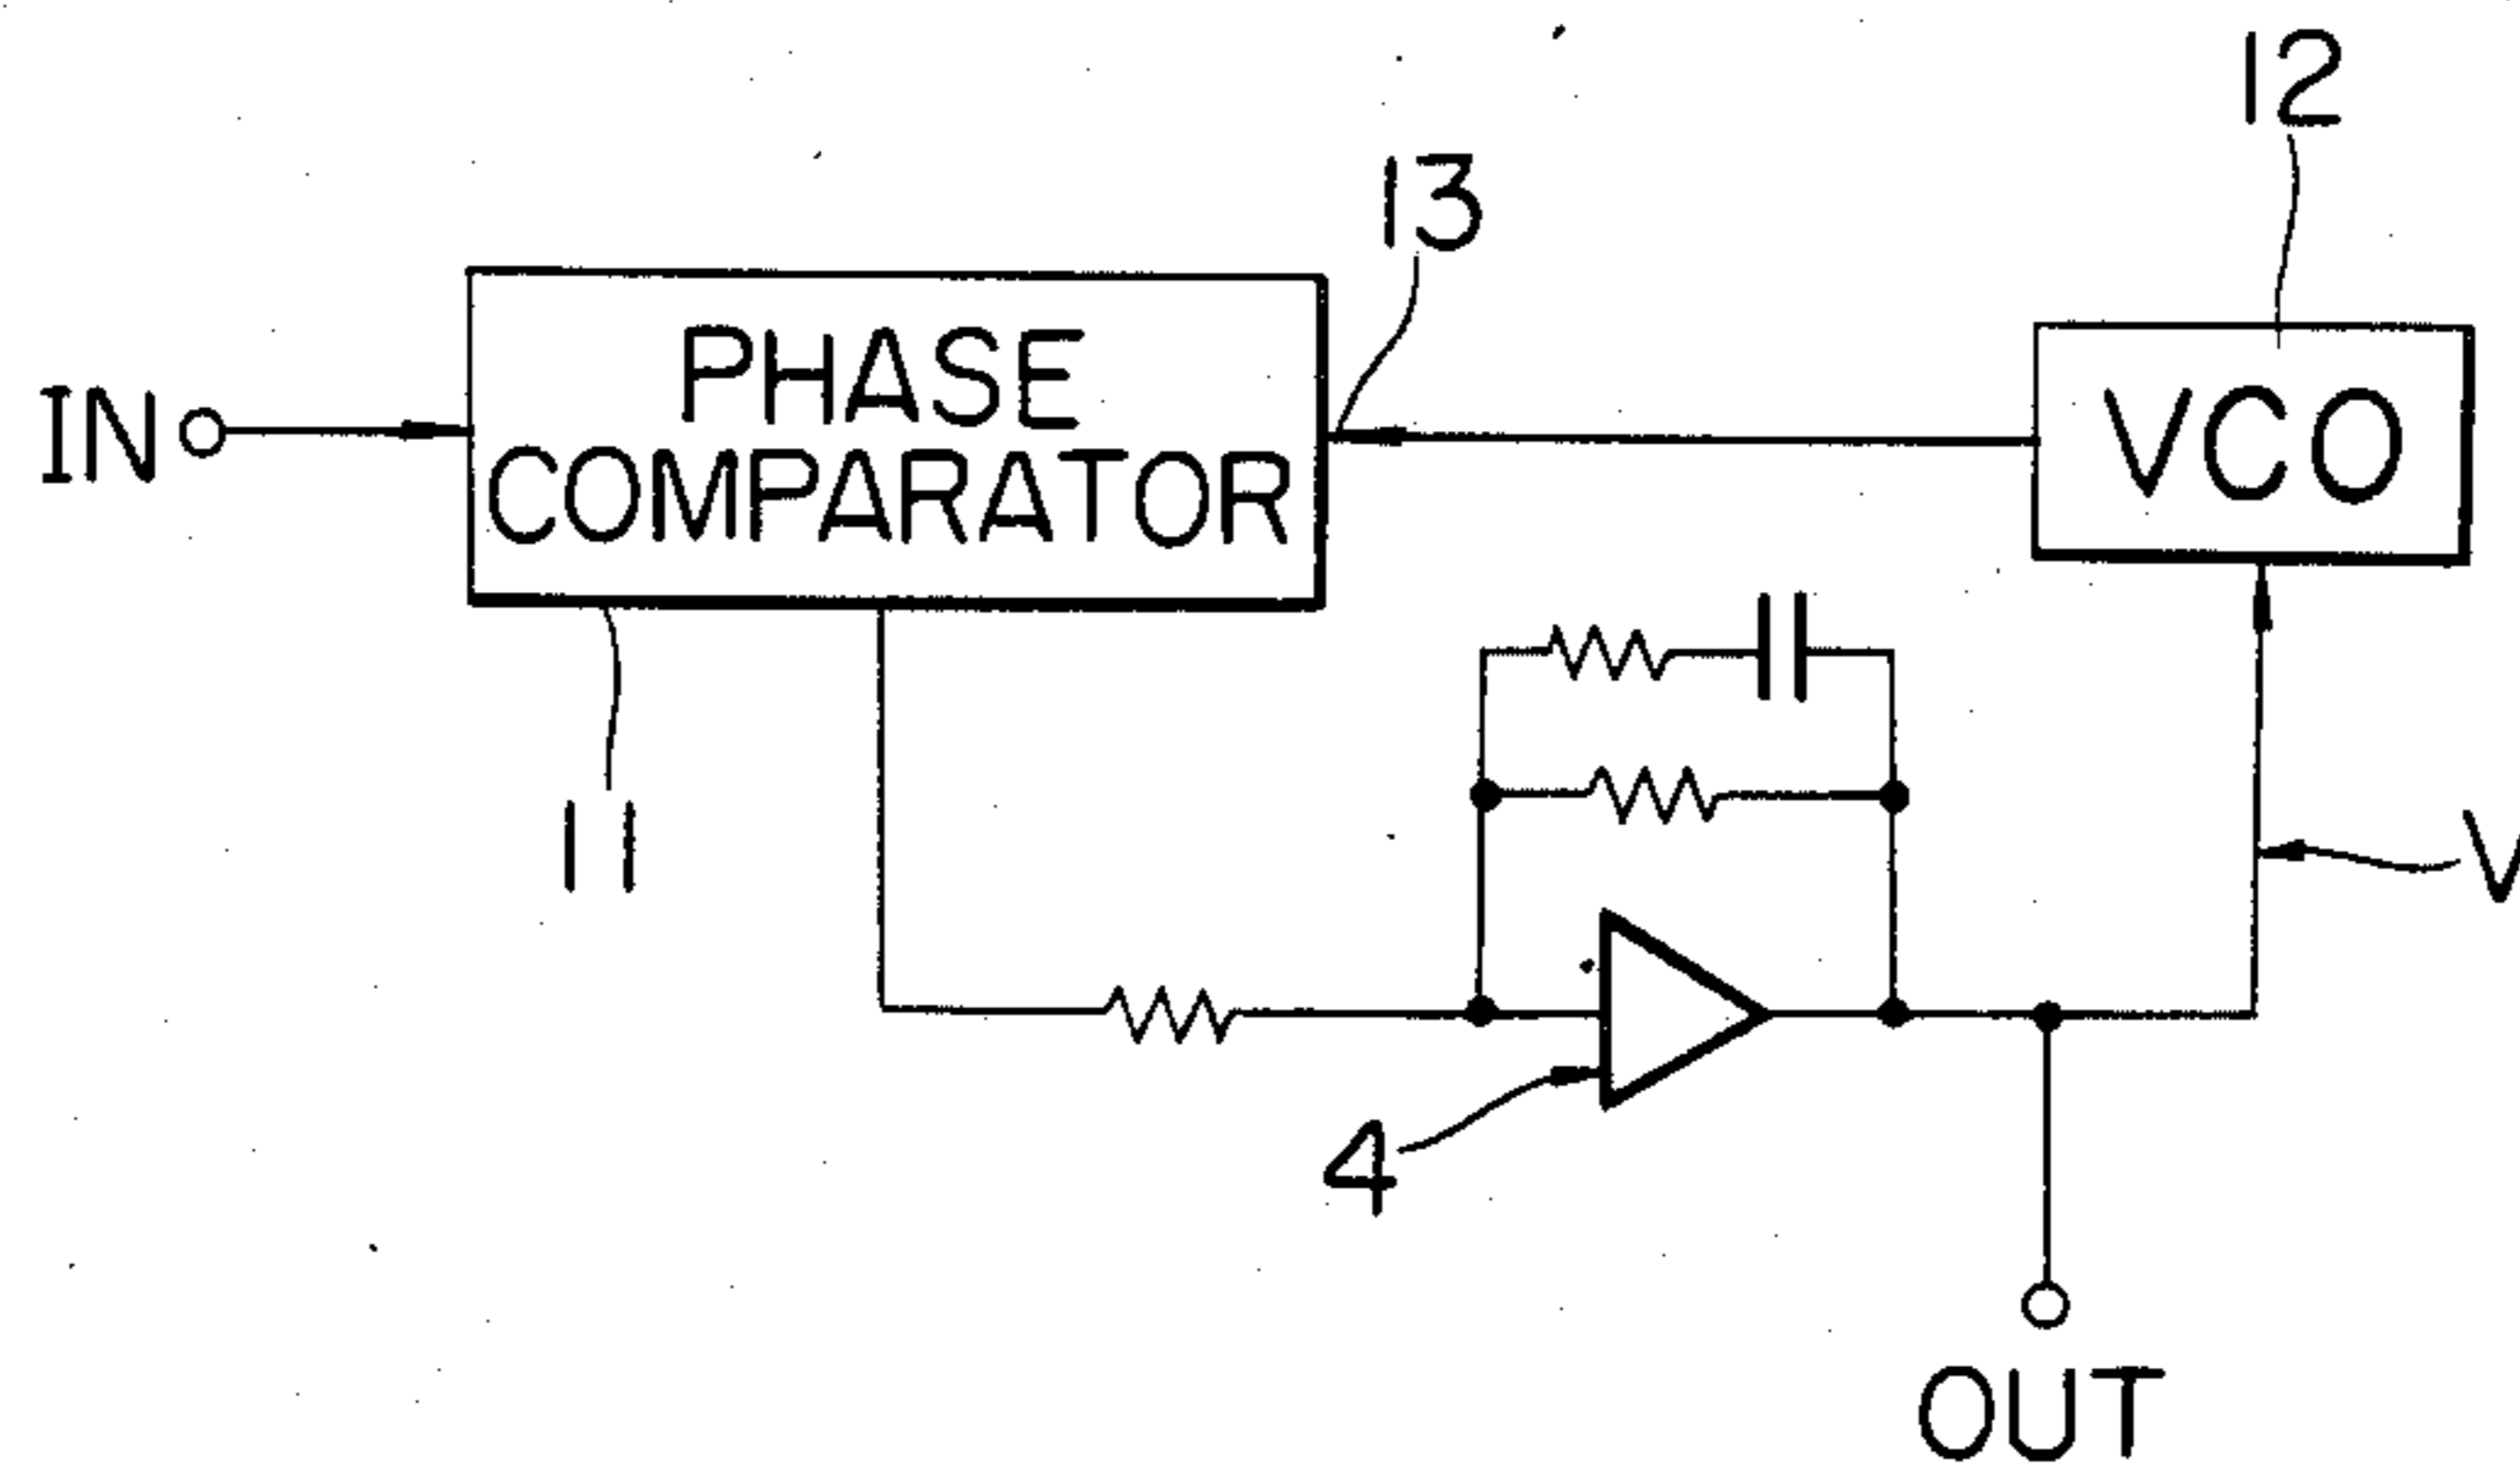 12
13
PHASE
COMPARATOR
IN
VCO
11
V
4
OUT